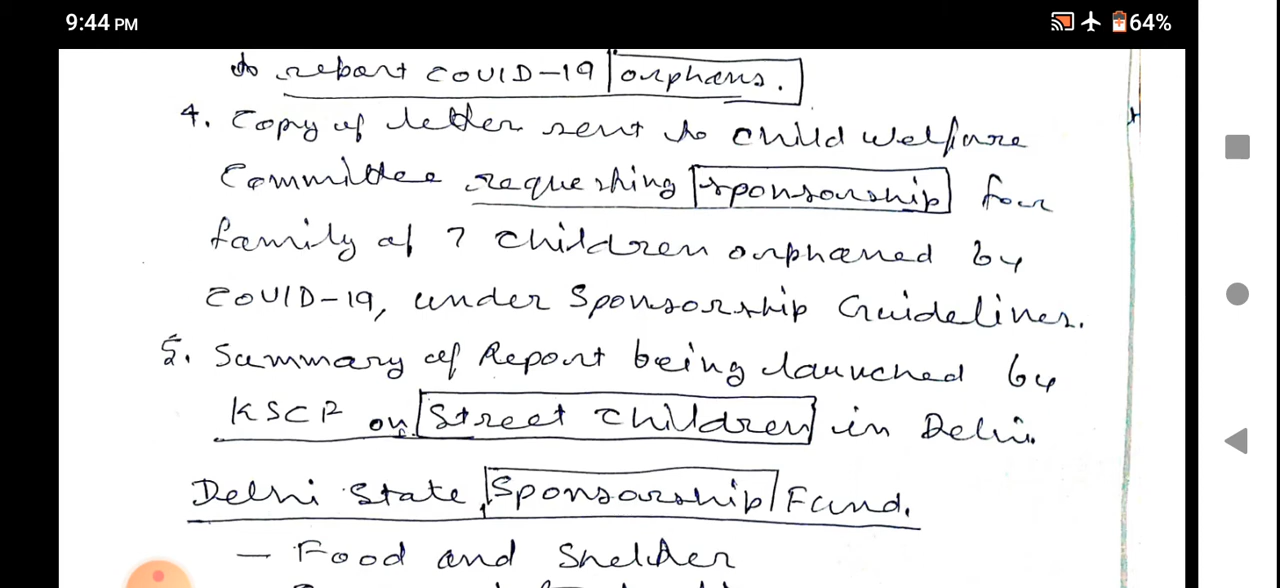 9:44 PM
64%
to report COVID-19 orphans.
4. Copy of letter sent to Child Welfare
Committee requesting sponsorship for
family of 7 children orphaned by
COVID-19, under Sponsorship Guidelines.
5. Summary of Report being launched by
KSCF on Street Children in Delhi.
Delhi State Sponsorship Fund.
— Food and Shelter